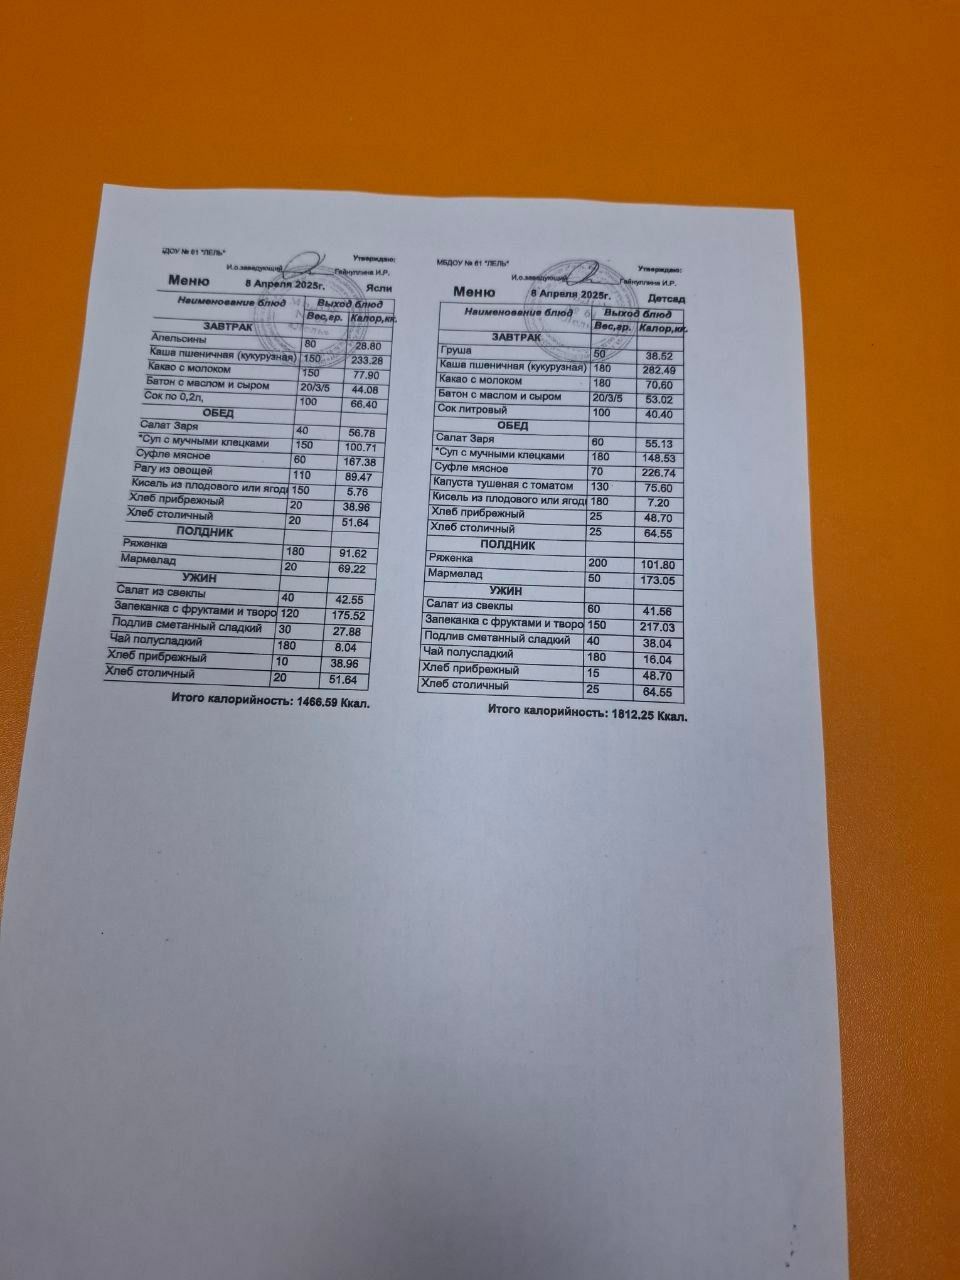 ДОУ № 61 "ЛЕЛЬ"
Утверждаю:
И.о.заведующий Гайнуллина И.Р.
Меню 8 Апреля 2025г. Ясли
Наименование блюд Выход блюд
Вес,гр. Калор,кк.
ЗАВТРАК
Апельсины 80 28.80
Каша пшеничная (кукурузная) 150 233.28
Какао с молоком 150 77.90
Батон с маслом и сыром 20/3/5 44.08
Сок по 0,2л, 100 66.40
ОБЕД
Салат Заря 40 56.78
*Суп с мучными клецками 150 100.71
Суфле мясное 60 167.38
Рагу из овощей 110 89.47
Кисель из плодового или ягод 150 5.76
Хлеб прибрежный 20 38.96
Хлеб столичный 20 51.64
ПОЛДНИК
Ряженка 180 91.62
Мармелад 20 69.22
УЖИН
Салат из свеклы 40 42.55
Запеканка с фруктами и творо 120 175.52
Подлив сметанный сладкий 30 27.88
Чай полусладкий 180 8.04
Хлеб прибрежный 10 38.96
Хлеб столичный 20 51.64
Итого калорийность: 1466.59 Ккал.
МБДОУ № 61 "ЛЕЛЬ"
Утверждаю:
И.о.заведующий Гайнуллина И.Р.
Меню 8 Апреля 2025г. Детсад
Наименование блюд Выход блюд
Вес,гр. Калор,кк.
ЗАВТРАК
Груша 50 38.52
Каша пшеничная (кукурузная) 180 282.49
Какао с молоком 180 70.60
Батон с маслом и сыром 20/3/5 53.02
Сок литровый 100 40.40
ОБЕД
Салат Заря 60 55.13
*Суп с мучными клецками 180 148.53
Суфле мясное 70 226.74
Капуста тушеная с томатом 130 75.60
Кисель из плодового или ягод 180 7.20
Хлеб прибрежный 25 48.70
Хлеб столичный 25 64.55
ПОЛДНИК
Ряженка 200 101.80
Мармелад 50 173.05
УЖИН
Салат из свеклы 60 41.56
Запеканка с фруктами и творо 150 217.03
Подлив сметанный сладкий 40 38.04
Чай полусладкий 180 16.04
Хлеб прибрежный 15 48.70
Хлеб столичный 25 64.55
Итого калорийность: 1812.25 Ккал.